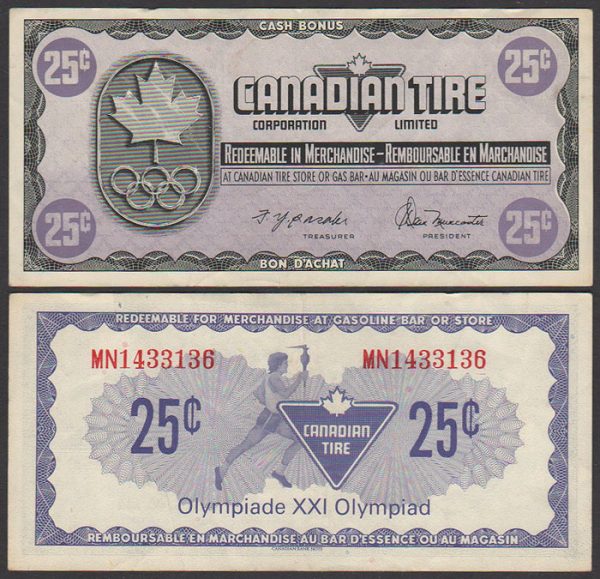 CASH BONUS
25¢ 25¢
CANADIAN TIRE
CORPORATION LIMITED
REDEEMABLE IN MERCHANDISE - REMBOURSABLE EN MARCHANDISE
AT CANADIAN TIRE STORE OR GAS BAR • AU MAGASIN OU BAR D'ESSENCE CANADIAN TIRE
25¢ 25¢
TREASURER PRESIDENT
BON D'ACHAT
REDEEMABLE FOR MERCHANDISE AT GASOLINE BAR OR STORE
MN1433136 MN1433136
25¢ 25¢
CANADIAN
TIRE
Olympiade XXI Olympiad
REMBOURSABLE EN MARCHANDISE AU BAR D'ESSENCE OU AU MAGASIN
CANADIAN BANK NOTE